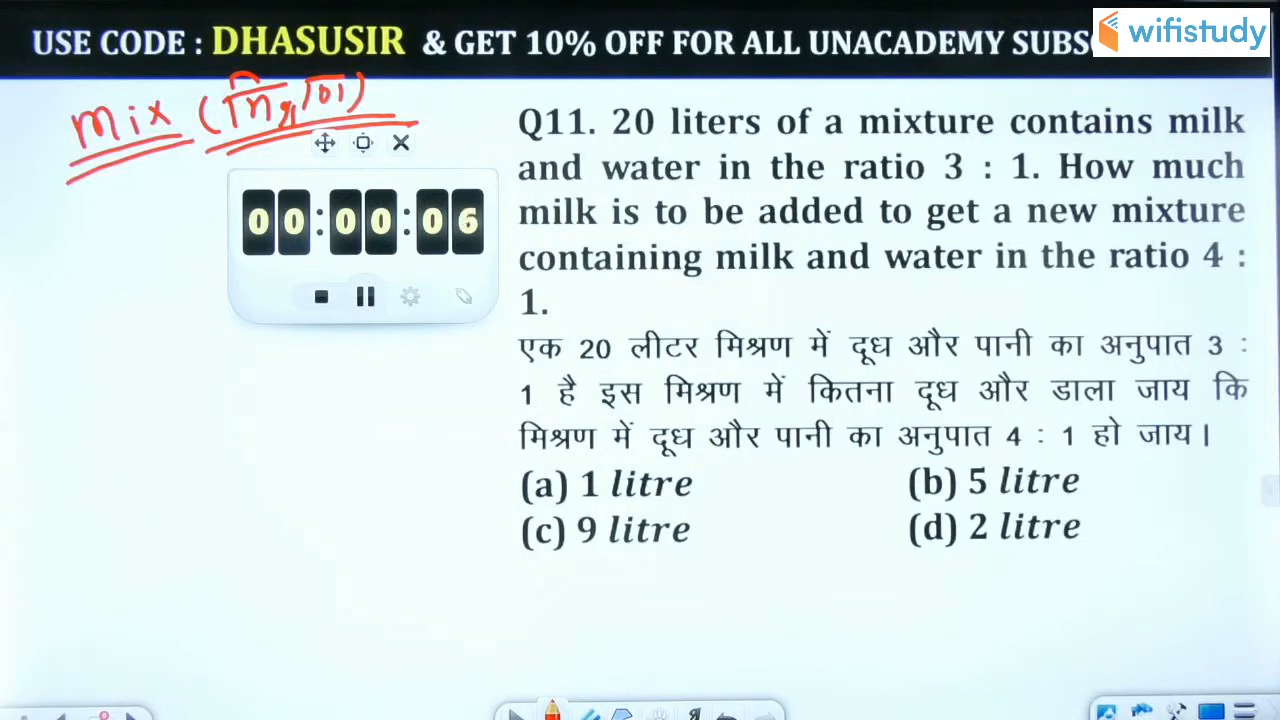 USE CODE : DHASUSIR & GET 10% OFF FOR ALL UNACADEMY SUBS
wifistudy
mix (मिश्रण)
00:00:06
Q11. 20 liters of a mixture contains milk
and water in the ratio 3 : 1. How much
milk is to be added to get a new mixture
containing milk and water in the ratio 4 :
1.
एक 20 लीटर मिश्रण में दूध और पानी का अनुपात 3 :
1 है इस मिश्रण में कितना दूध और डाला जाय कि
मिश्रण में दूध और पानी का अनुपात 4 : 1 हो जाय।
(a) 1 litre (b) 5 litre
(c) 9 litre (d) 2 litre